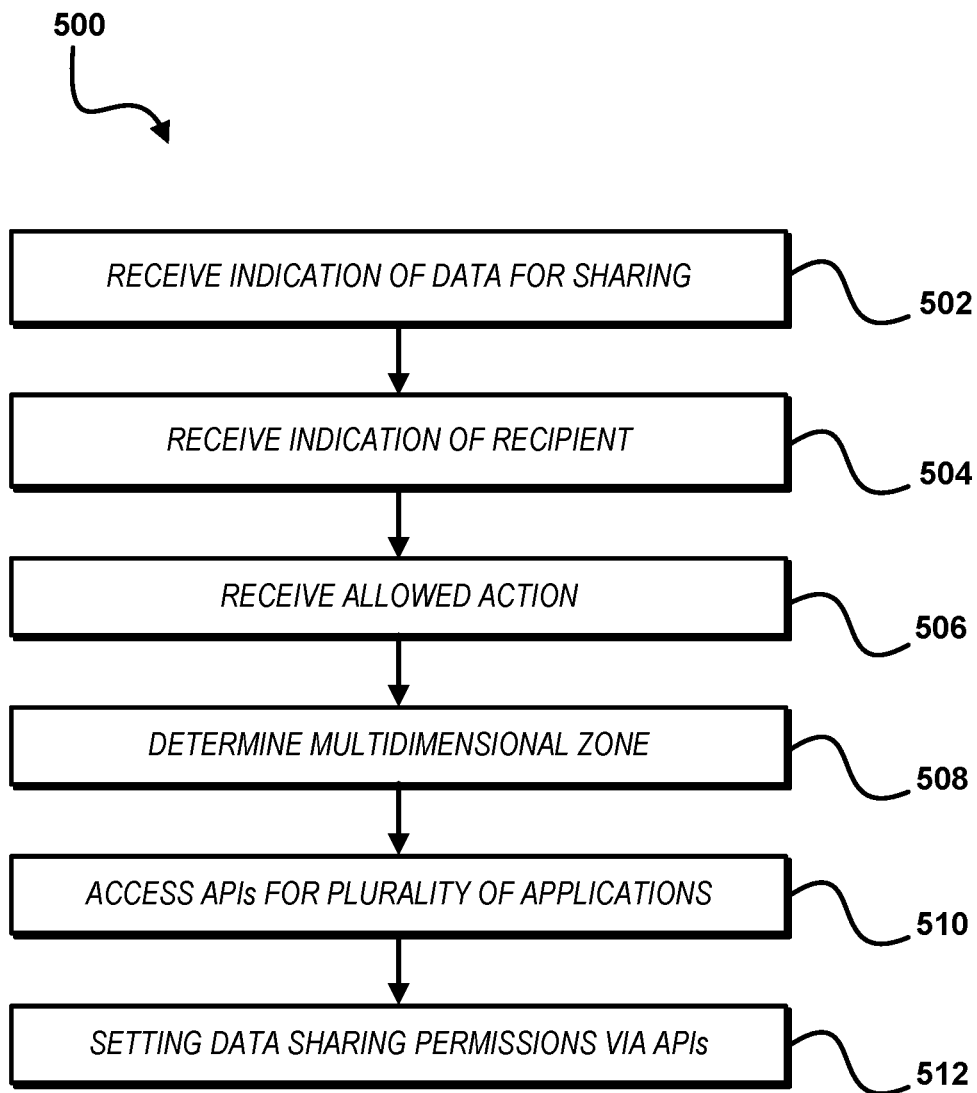 500
RECEIVE INDICATION OF DATA FOR SHARING
502
RECEIVE INDICATION OF RECIPIENT
504
RECEIVE ALLOWED ACTION
506
DETERMINE MULTIDIMENSIONAL ZONE
508
ACCESS APIs FOR PLURALITY OF APPLICATIONS
510
SETTING DATA SHARING PERMISSIONS VIA APIs
512